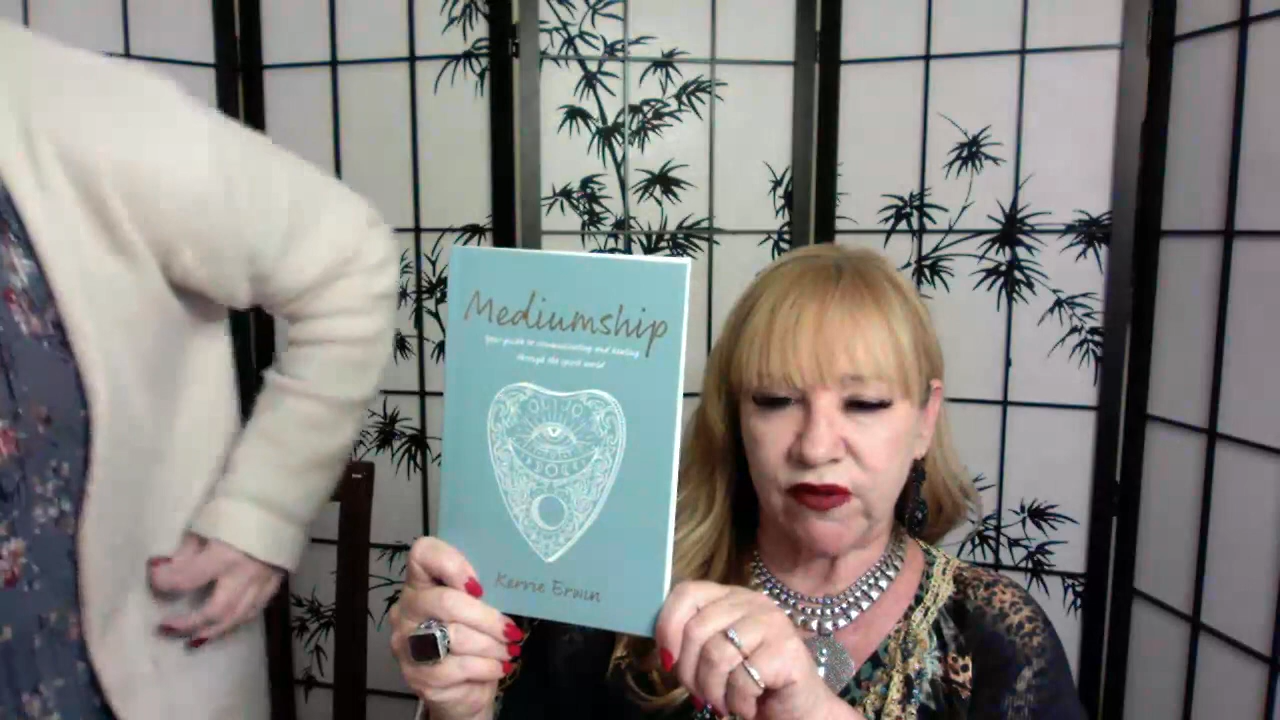 Mediumship
Your guide to communicating and healing
through the spirit world
Kerrie Erwin